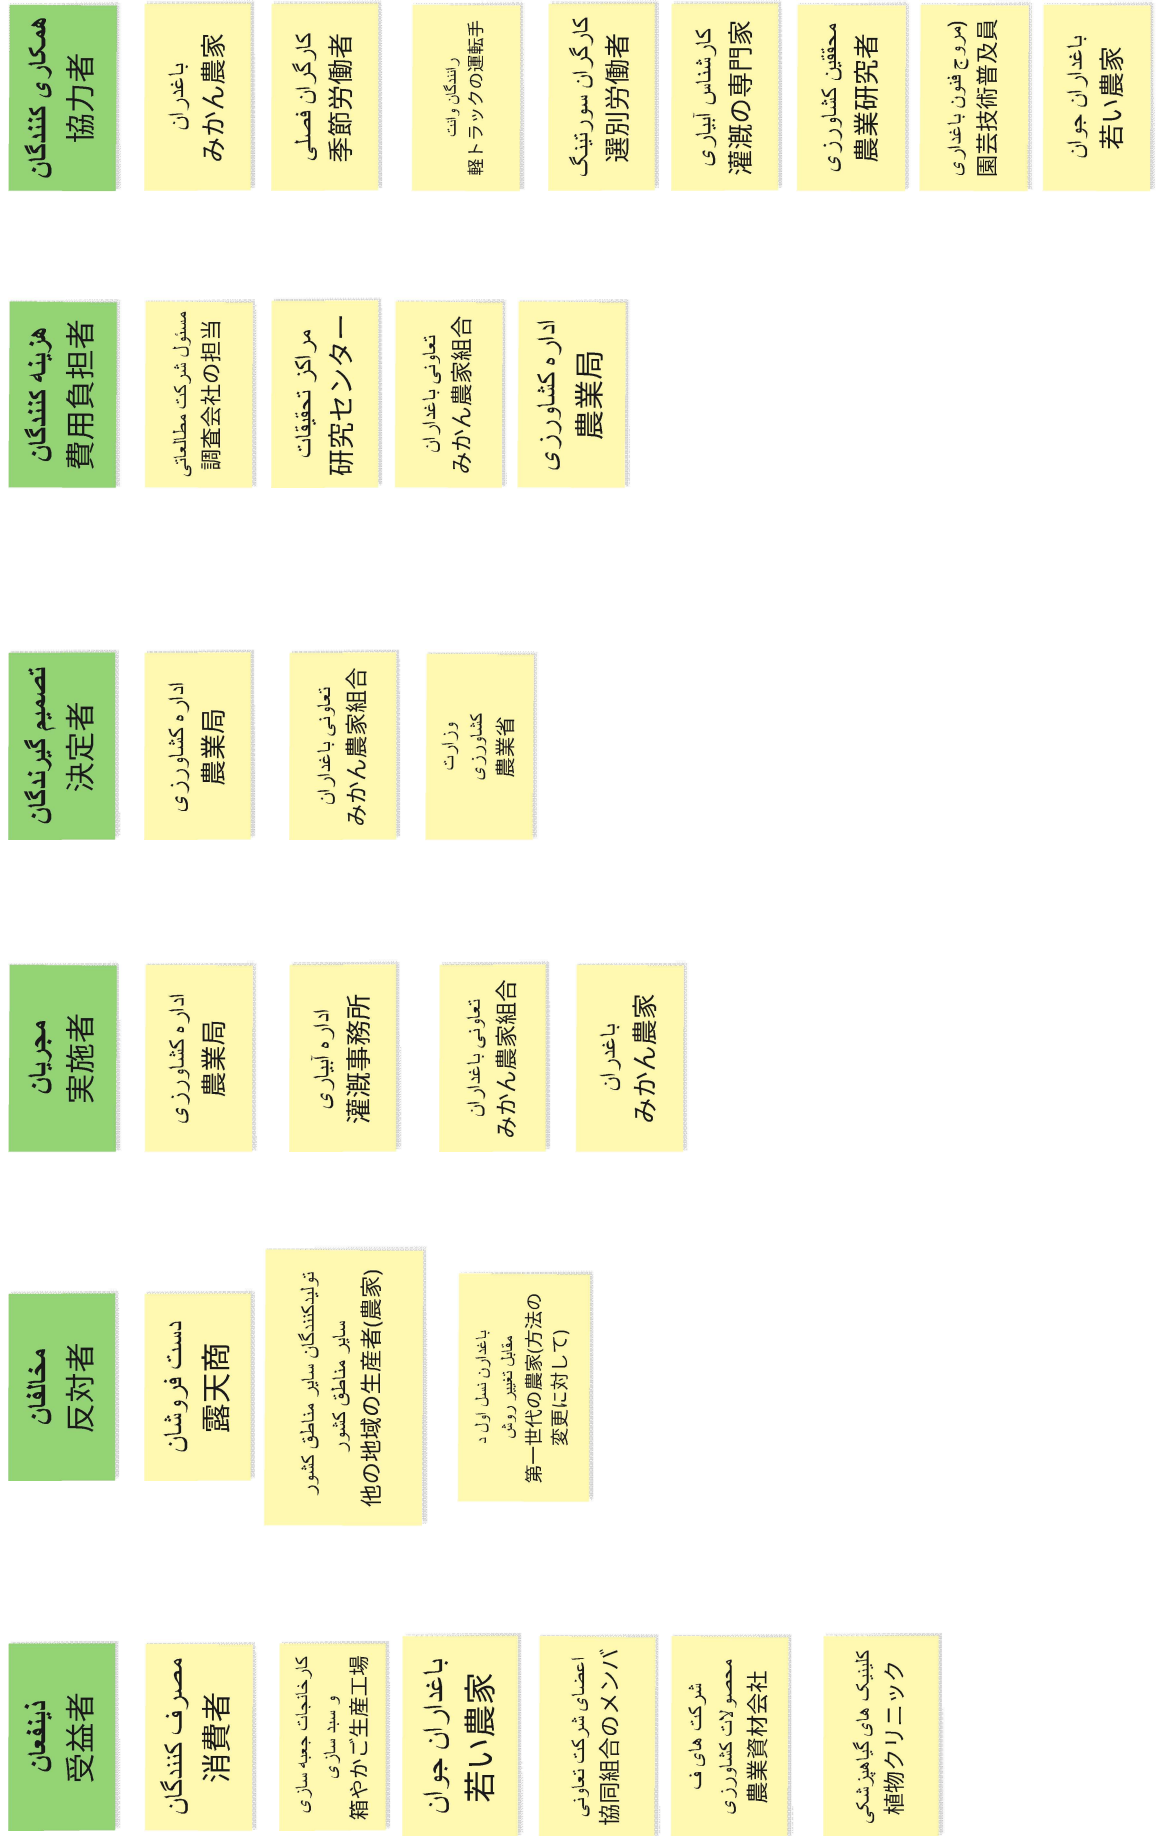 ذینفعان
受益者
مصرف کنندگان
消費者
کارخانجات جعبه سازی
و سبد سازی
箱やかご生産工場
باغداران جوان
若い農家
اعضای شرکت تعاونی
協同組合のメンバ
شرکت های ف
محصولات کشاورزی
農業資材会社
کلینیک های گیاهپزشکی
植物クリニック
مخالفان
反対者
دست فروشان
露天商
تولیدکنندگان سایر مناطق کشور
سایر مناطق کشور
他の地域の生産者(農家)
باغدارن نسل اول د
مقابل تغییر روش
第一世代の農家(方法の
変更に対して)
مجریان
実施者
اداره کشاورزی
農業局
اداره آبیاری
灌漑事務所
تعاونی باغداران
みかん農家組合
باغدران
みかん農家
تصمیم گیرندگان
決定者
اداره کشاورزی
農業局
تعاونی باغداران
みかん農家組合
وزارت
کشاورزی
農業省
هزینه کنندگان
費用負担者
مسئول شرکت مطالعاتی
調査会社の担当
مراکز تحقیقات
研究センター
تعاونی باغداران
みかん農家組合
اداره کشاورزی
農業局
همکاری کنندگان
協力者
باغدران
みかん農家
کارگران فصلی
季節労働者
رانندگان وانت
軽トラックの運転手
کارگران سورتینگ
選別労働者
کارشناس آبیاری
灌漑の専門家
محققین کشاورزی
農業研究者
(مروج فنون باغداری
園芸技術普及員
باغداران جوان
若い農家